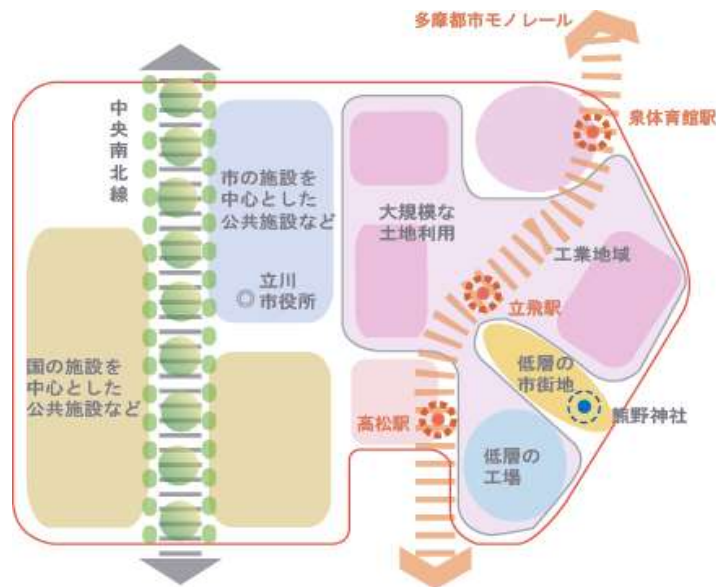 多摩都市モノレール
中央南北線
泉体育館駅
市の施設を
中心とした
公共施設など
大規模な
土地利用
工業地域
立川
市役所
立飛駅
国の施設を
中心とした
公共施設など
低層の
市街地
高松駅
熊野神社
低層の
工場